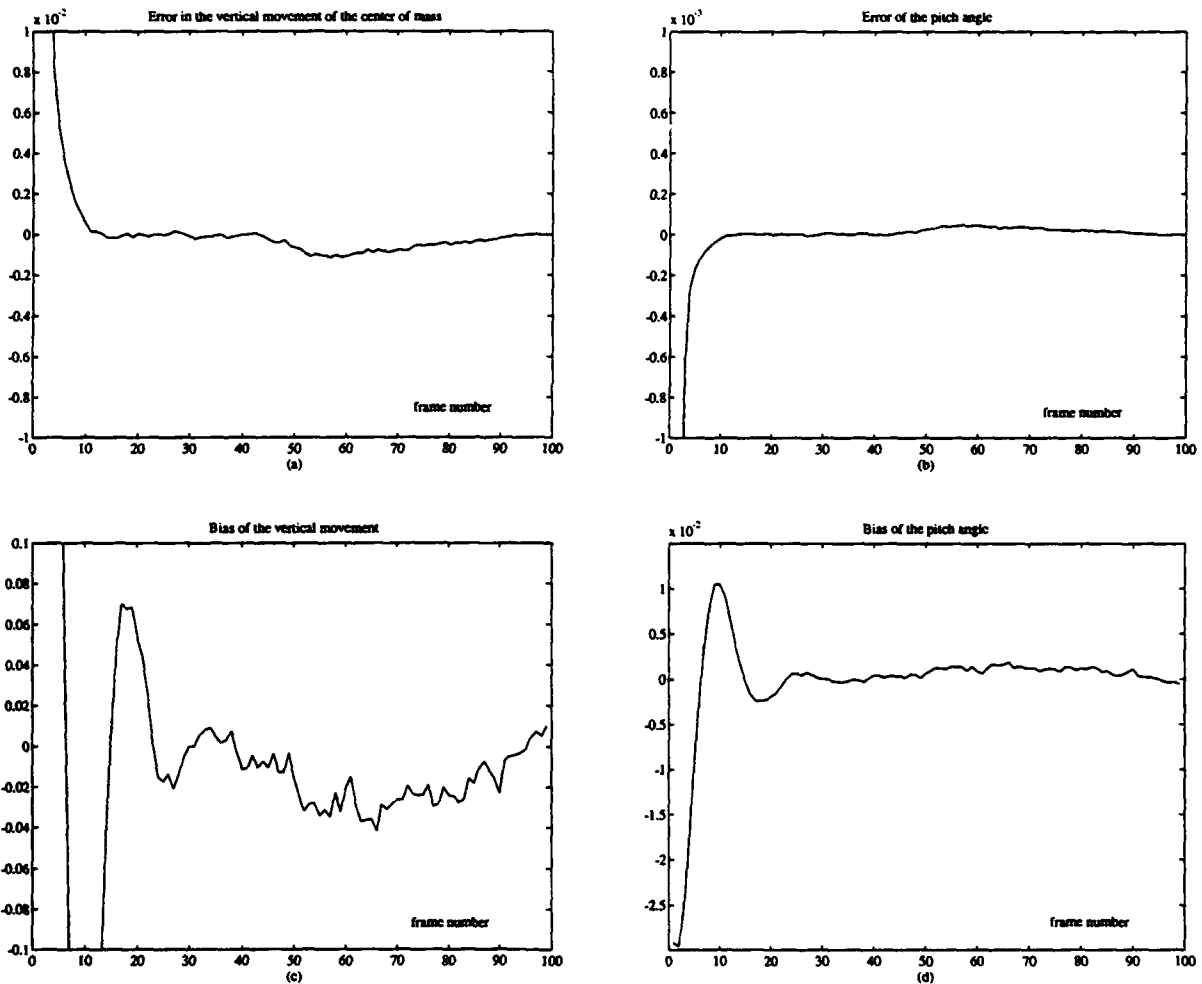 Error in the vertical movement of the center of mass
x 10^-2
1
0.8
0.6
0.4
0.2
0
-0.2
-0.4
-0.6
-0.8
-1
frame number
0 10 20 30 40 50 60 70 80 90 100
(a)
Error of the pitch angle
x 10^-3
1
0.8
0.6
0.4
0.2
0
-0.2
-0.4
-0.6
-0.8
-1
frame number
0 10 20 30 40 50 60 70 80 90 100
(b)
Bias of the vertical movement
0.1
0.08
0.06
0.04
0.02
0
-0.02
-0.04
-0.06
-0.08
-0.1
frame number
0 10 20 30 40 50 60 70 80 90 100
(c)
Bias of the pitch angle
x 10^-2
1
0.5
0
-0.5
-1
-1.5
-2
-2.5
frame number
0 10 20 30 40 50 60 70 80 90 100
(d)